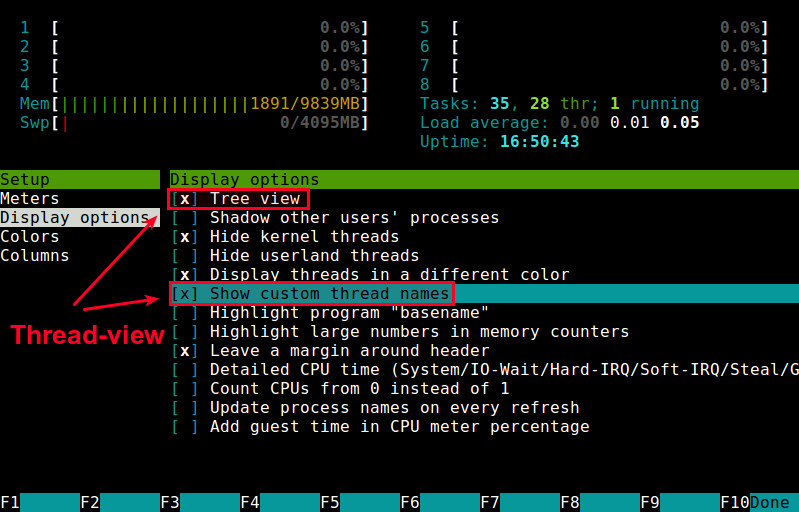 1 [ 0.0%] 5 [ 0.0%]
2 [ 0.0%] 6 [ 0.0%]
3 [ 0.0%] 7 [ 0.0%]
4 [ 0.0%] 8 [ 0.0%]
Mem[||||||||||||||||||||1891/9839MB] Tasks: 35, 28 thr; 1 running
Swp[| 0/4095MB] Load average: 0.00 0.01 0.05
Uptime: 16:50:43
Setup Display options
Meters [x] Tree view
Display options [ ] Shadow other users' processes
Colors [x] Hide kernel threads
Columns [ ] Hide userland threads
[x] Display threads in a different color
[x] Show custom thread names
[ ] Highlight program "basename"
Thread-view
[ ] Highlight large numbers in memory counters
[x] Leave a margin around header
[ ] Detailed CPU time (System/IO-Wait/Hard-IRQ/Soft-IRQ/Steal/G
[ ] Count CPUs from 0 instead of 1
[ ] Update process names on every refresh
[ ] Add guest time in CPU meter percentage
F1 F2 F3 F4 F5 F6 F7 F8 F9 F10Done